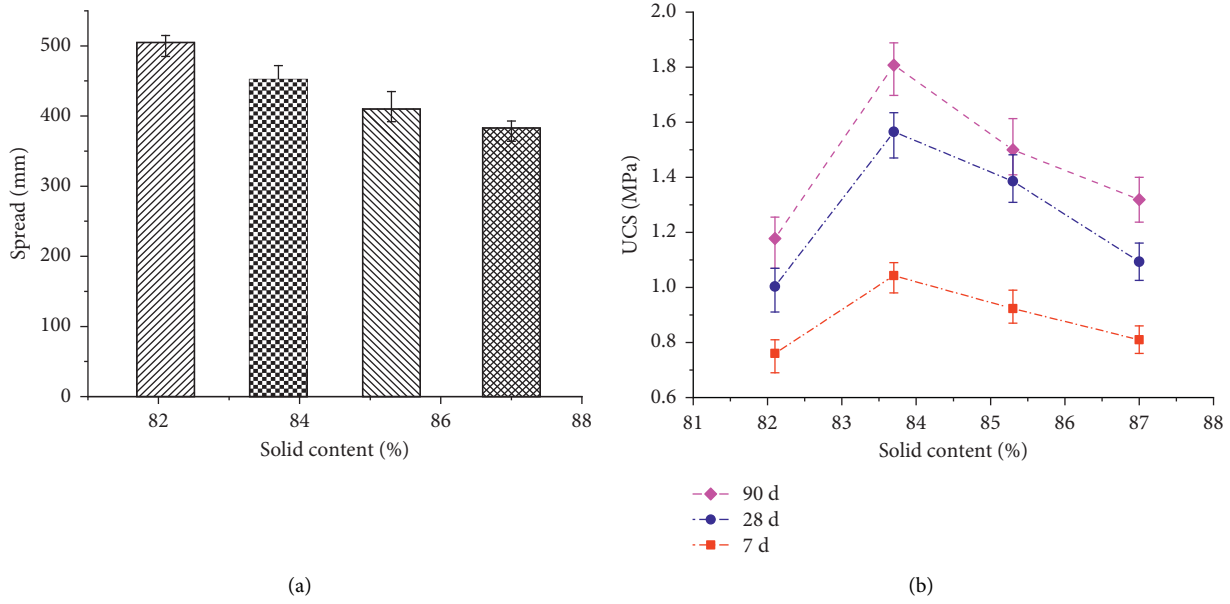 500
400
300
200
100
0
Spread (mm)
82
84
86
88
Solid content (%)
(a)
2.0
1.8
1.6
1.4
1.2
1.0
0.8
0.6
UCS (MPa)
81
82
83
84
85
86
87
88
Solid content (%)
90 d
28 d
7 d
(b)